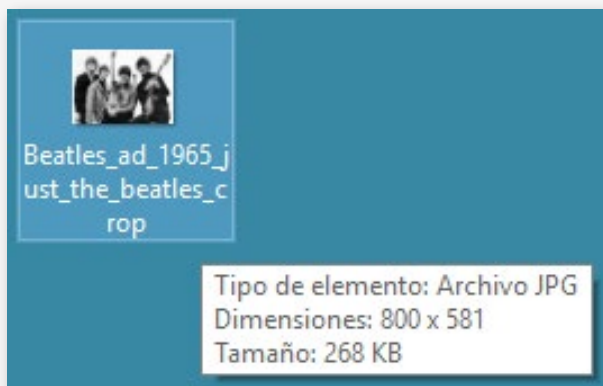 Beatles_ad_1965_j
ust_the_beatles_c
rop
Tipo de elemento: Archivo JPG
Dimensiones: 800 x 581
Tamaño: 268 KB